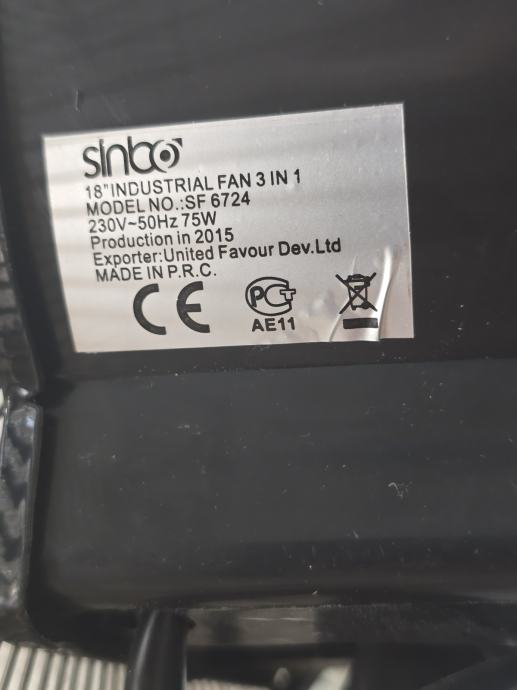 sinbo
18"INDUSTRIAL FAN 3 IN 1
MODEL NO.:SF 6724
230V~50Hz 75W
Production in 2015
Exporter:United Favour Dev.Ltd
MADE IN P.R.C.
CE
PCT
AE11